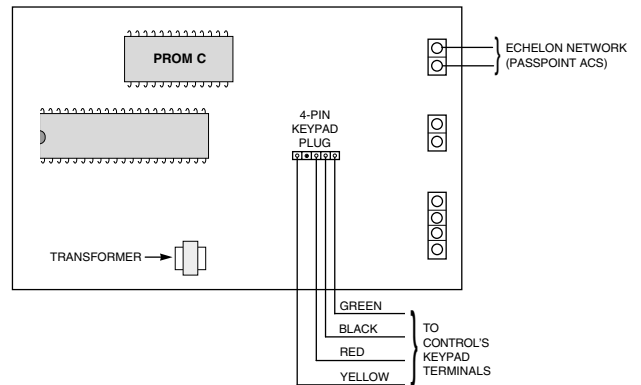 PROM C
ECHELON NETWORK
(PASSPOINT ACS)
4-PIN
KEYPAD
PLUG
TRANSFORMER
GREEN
BLACK
RED
YELLOW
TO
CONTROL'S
KEYPAD
TERMINALS